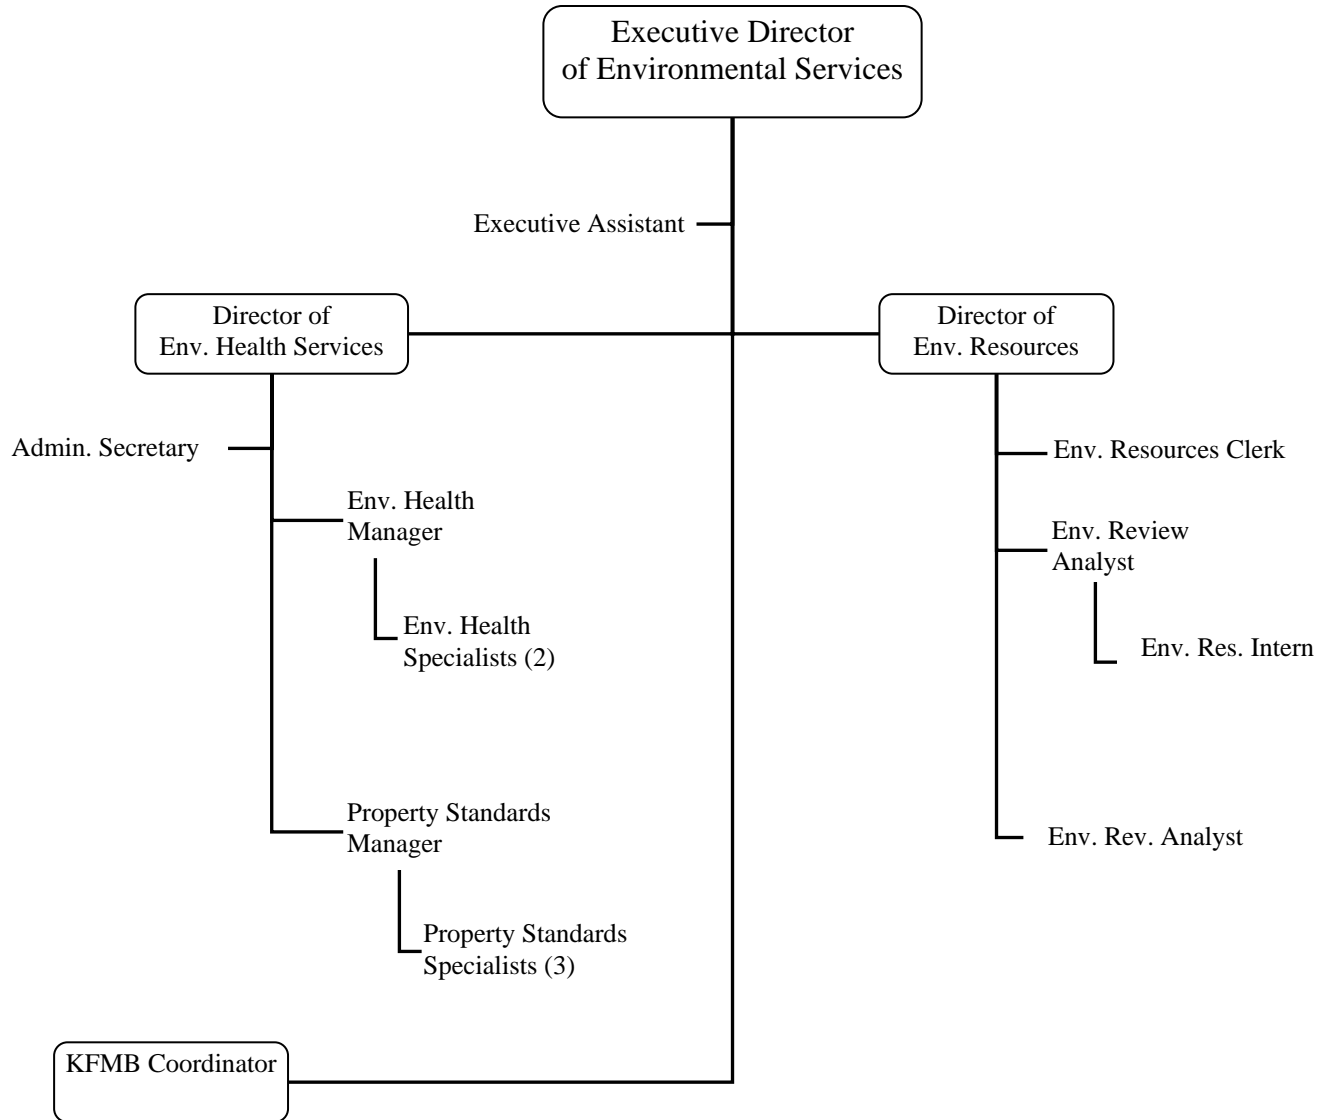 Executive Director
of Environmental Services
Executive Assistant
Director of
Env. Health Services
Director of
Env. Resources
Admin. Secretary
Env. Resources Clerk
Env. Health
Manager
Env. Review
Analyst
Env. Health
Specialists (2)
Env. Res. Intern
Property Standards
Manager
Env. Rev. Analyst
Property Standards
Specialists (3)
KFMB Coordinator